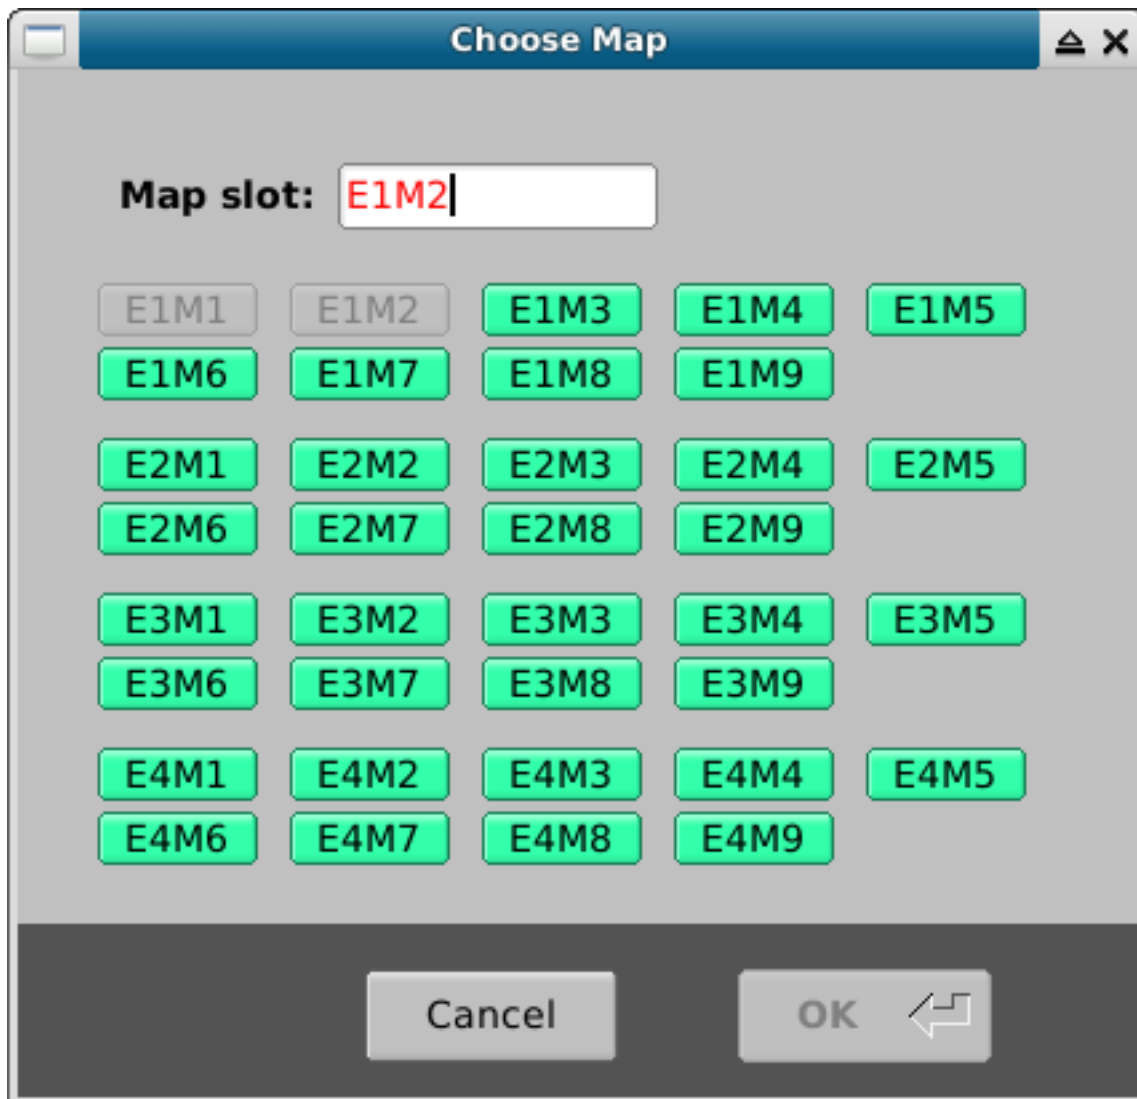 Choose Map
Map slot: E1M2
E1M1 E1M2 E1M3 E1M4 E1M5
E1M6 E1M7 E1M8 E1M9
E2M1 E2M2 E2M3 E2M4 E2M5
E2M6 E2M7 E2M8 E2M9
E3M1 E3M2 E3M3 E3M4 E3M5
E3M6 E3M7 E3M8 E3M9
E4M1 E4M2 E4M3 E4M4 E4M5
E4M6 E4M7 E4M8 E4M9
Cancel OK